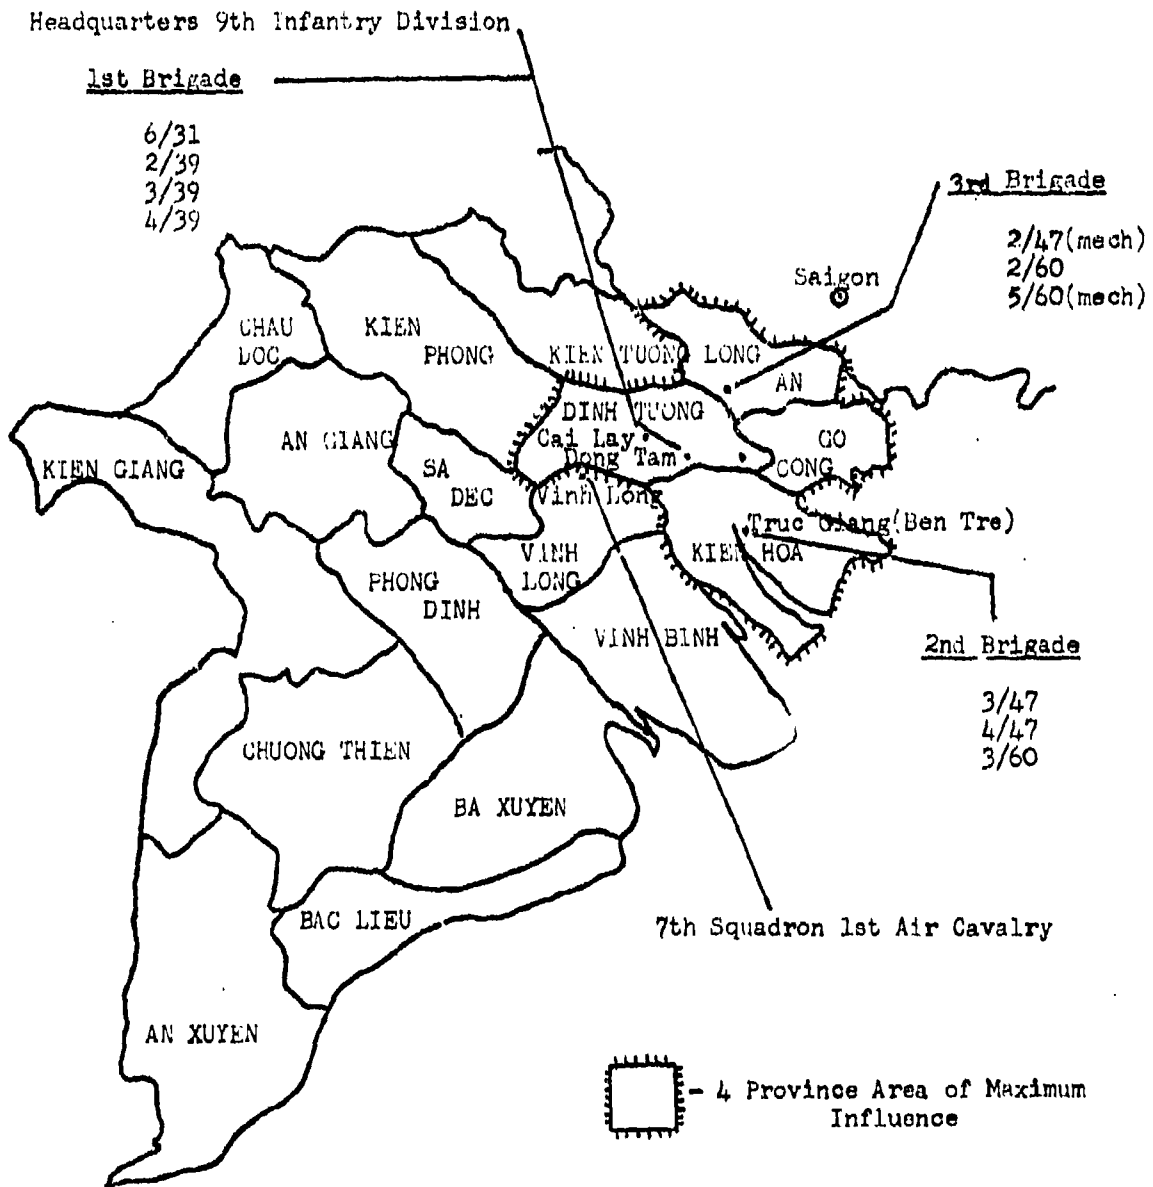 Headquarters 9th Infantry Division
1st Brigade
6/31
2/39
3/39
4/39
3rd Brigade
2/47(mech)
2/60
5/60(mech)
Saigon
CHAU
DOC
KIEN
PHONG
KIEN TUONG
LONG
AN
DINH TUONG
Cai Lay
Dong Tam
GO
CONG
AN GIANG
KIEN GIANG
SA
DEC
Vinh Long
Truc Giang(Ben Tre)
VINH
LONG
KIEN HOA
PHONG
DINH
VINH BINH
2nd Brigade
3/47
4/47
3/60
CHUONG THIEN
BA XUYEN
BAC LIEU
7th Squadron 1st Air Cavalry
AN XUYEN
- 4 Province Area of Maximum
Influence